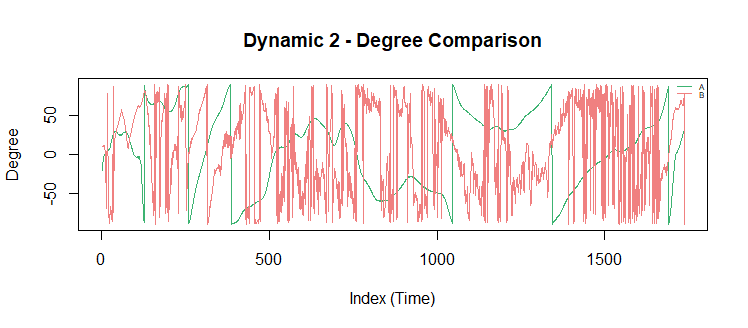 Dynamic 2 - Degree Comparison
A
B
Degree
50
0
-50
0
500
1000
1500
Index (Time)